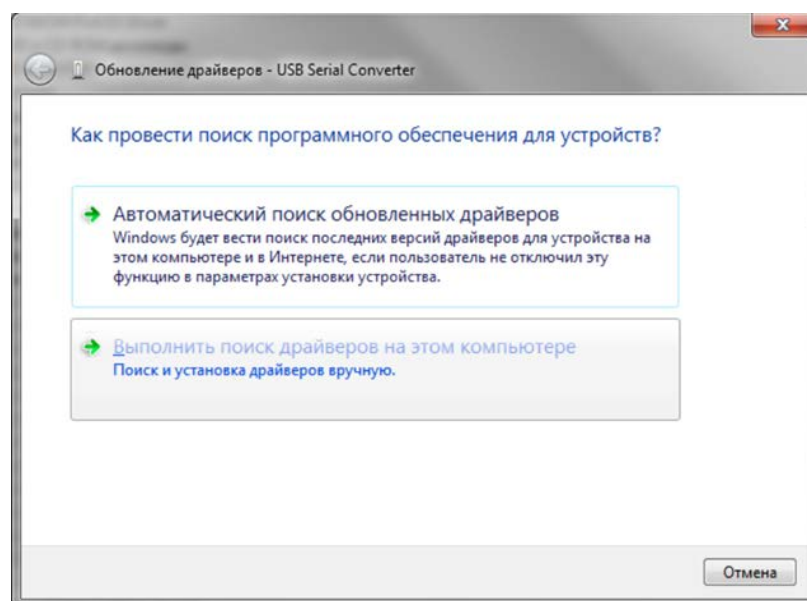 Обновление драйверов - USB Serial Converter
Как провести поиск программного обеспечения для устройств?
Автоматический поиск обновленных драйверов
Windows будет вести поиск последних версий драйверов для устройства на
этом компьютере и в Интернете, если пользователь не отключил эту
функцию в параметрах установки устройства.
Выполнить поиск драйверов на этом компьютере
Поиск и установка драйверов вручную.
Отмена